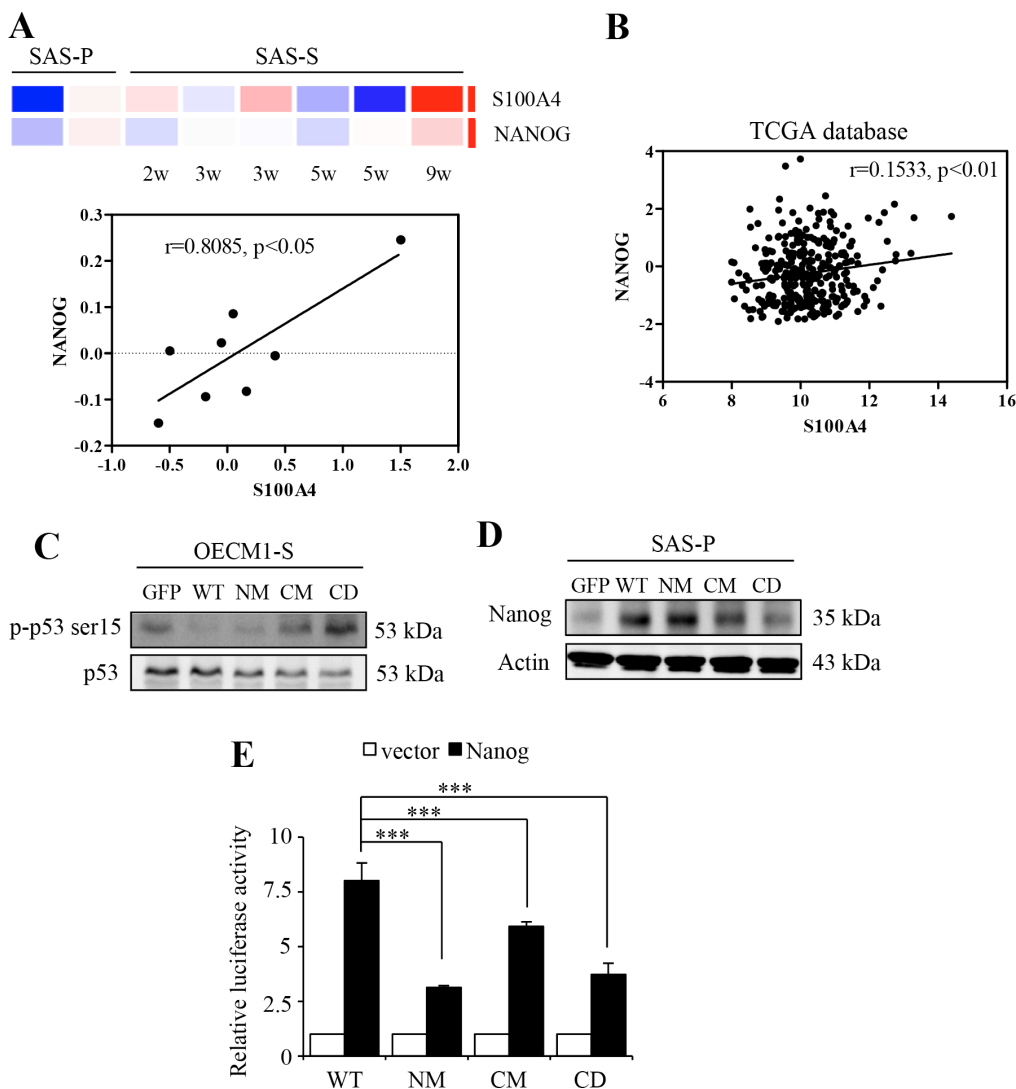 A
SAS-P SAS-S
S100A4
NANOG
2w 3w 3w 5w 5w 9w
r=0.8085, p<0.05
NANOG
0.3
0.2
0.1
0.0
-0.1
-0.2
-1.0 -0.5 0.0 0.5 1.0 1.5 2.0
S100A4
B
TCGA database
r=0.1533, p<0.01
NANOG
4
2
0
-2
-4
6 8 10 12 14 16
S100A4
C
OECM1-S
GFP WT NM CM CD
p-p53 ser15 53 kDa
p53 53 kDa
D
SAS-P
GFP WT NM CM CD
Nanog 35 kDa
Actin 43 kDa
E
vector Nanog
***
***
***
Relative luciferase activity
10
7.5
5
2.5
0
WT NM CM CD